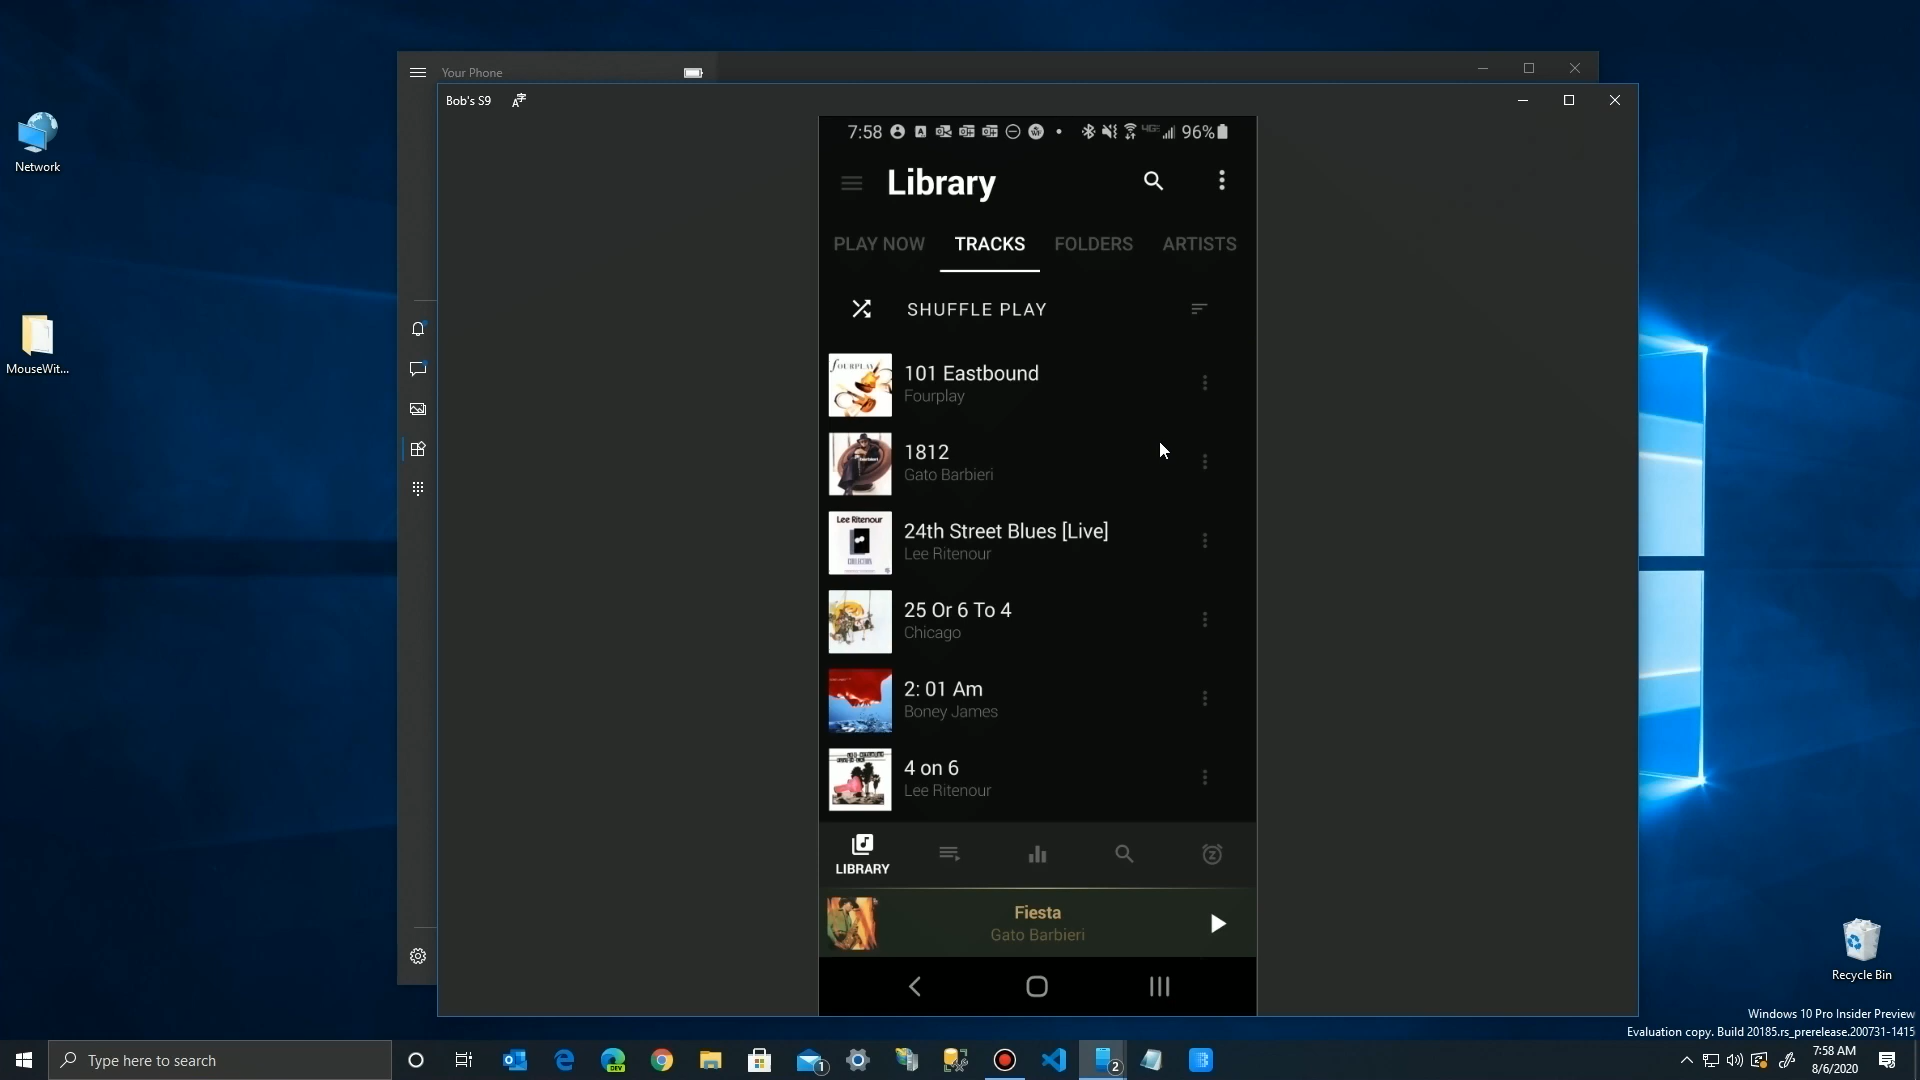 Your Phone
Bob's S9
7:58
96%
Library
PLAY NOW
TRACKS
FOLDERS
ARTISTS
SHUFFLE PLAY
101 Eastbound
Fourplay
1812
Gato Barbieri
24th Street Blues [Live]
Lee Ritenour
25 Or 6 To 4
Chicago
2: 01 Am
Boney James
4 on 6
Lee Ritenour
LIBRARY
Fiesta
Gato Barbieri
Network
MouseWit...
Recycle Bin
Windows 10 Pro Insider Preview
Evaluation copy. Build 20185.rs_prerelease.200731-1415
Type here to search
DEV
1
2
7:58 AM
8/6/2020